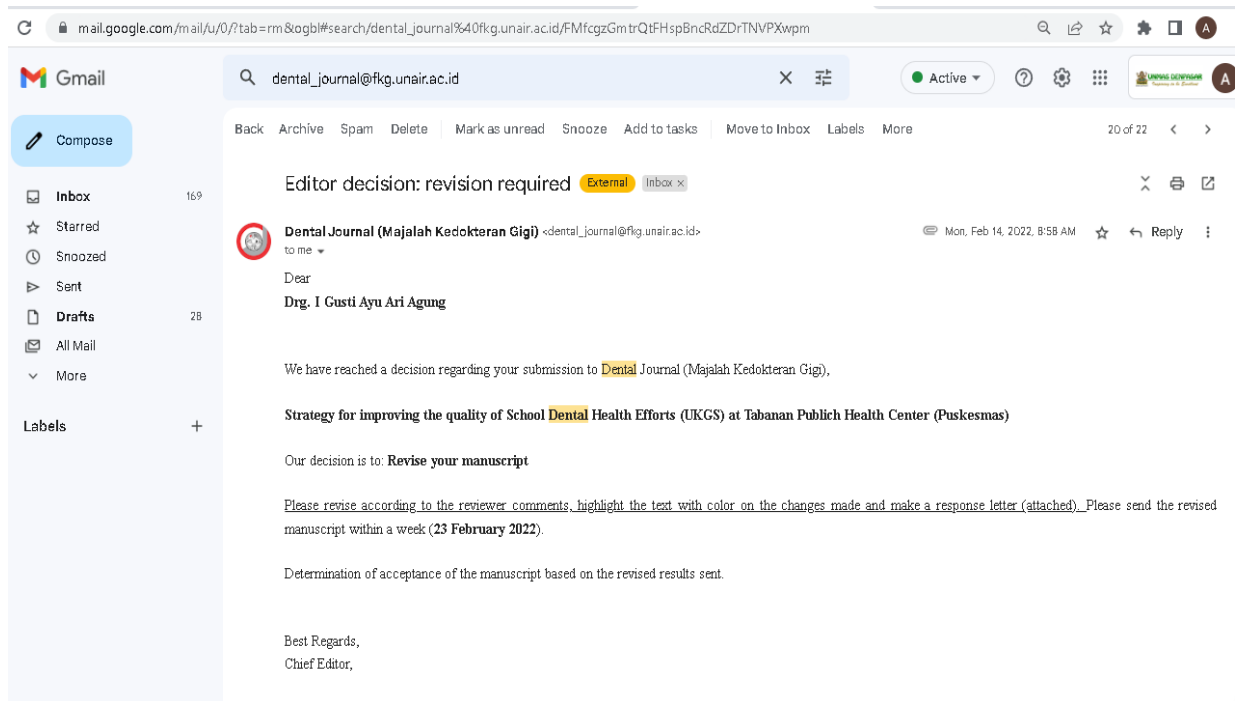 mail.google.com/mail/u/0/?tab=rm&ogbl#search/dental_journal%40fkg.unair.ac.id/FMfcgzGmtrQtFHspBncRdZDrTNVPXwpm
A
Gmail
dental_journal@fkg.unair.ac.id
Active
UNMAS DENPASAR
A
Compose
Back Archive Spam Delete Mark as unread Snooze Add to tasks Move to Inbox Labels More
20 of 22
Inbox 169
Starred
Snoozed
Sent
Drafts 28
All Mail
More
Labels +
Editor decision: revision required External Inbox ×
Dental Journal (Majalah Kedokteran Gigi) <dental_journal@fkg.unair.ac.id>
Mon, Feb 14, 2022, 8:58 AM Reply
to me
Dear
Drg. I Gusti Ayu Ari Agung
We have reached a decision regarding your submission to Dental Journal (Majalah Kedokteran Gigi),
Strategy for improving the quality of School Dental Health Efforts (UKGS) at Tabanan Publich Health Center (Puskesmas)
Our decision is to: Revise your manuscript
Please revise according to the reviewer comments, highlight the text with color on the changes made and make a response letter (attached). Please send the revised
manuscript within a week (23 February 2022).
Determination of acceptance of the manuscript based on the revised results sent.
Best Regards,
Chief Editor,